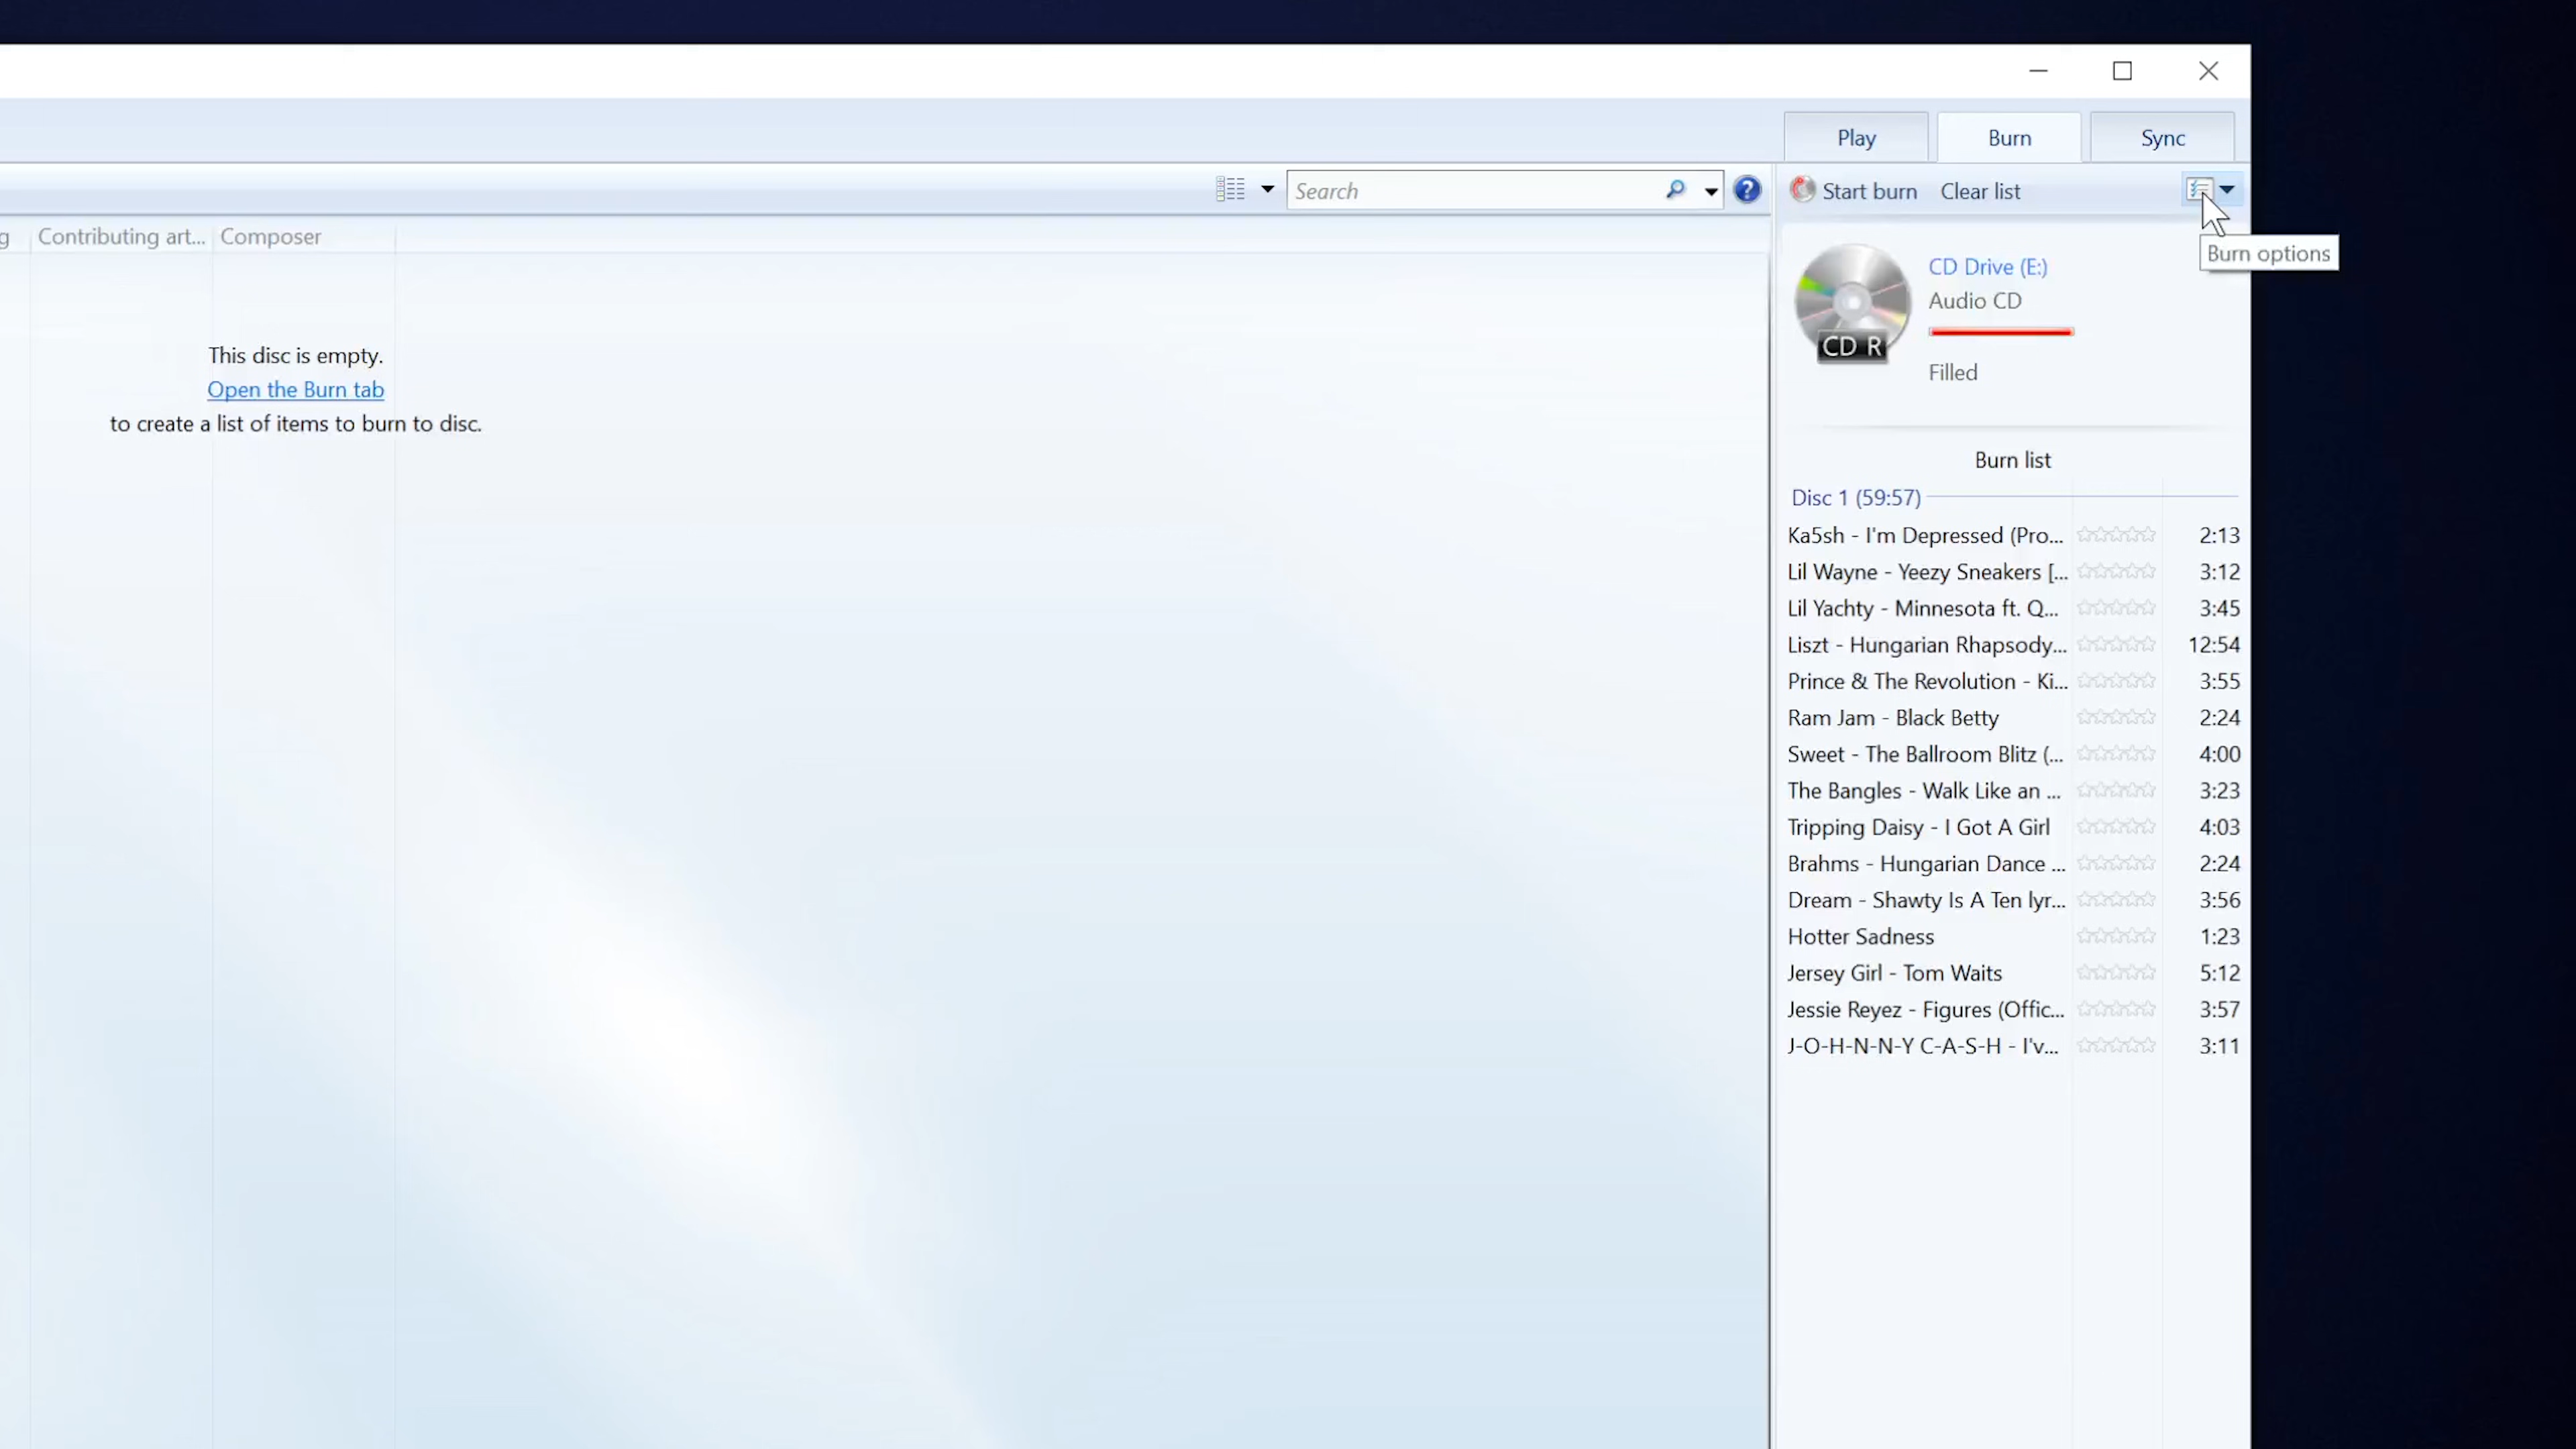 Play Burn Sync
Search
Start burn Clear list
g Contributing art... Composer
Burn options
CD Drive (E:)
Audio CD
CD R
Filled
This disc is empty.
Open the Burn tab
to create a list of items to burn to disc.
Burn list
Disc 1 (59:57)
Ka5sh - I'm Depressed (Pro... 2:13
Lil Wayne - Yeezy Sneakers [... 3:12
Lil Yachty - Minnesota ft. Q... 3:45
Liszt - Hungarian Rhapsody... 12:54
Prince & The Revolution - Ki... 3:55
Ram Jam - Black Betty 2:24
Sweet - The Ballroom Blitz (... 4:00
The Bangles - Walk Like an ... 3:23
Tripping Daisy - I Got A Girl 4:03
Brahms - Hungarian Dance ... 2:24
Dream - Shawty Is A Ten lyr... 3:56
Hotter Sadness 1:23
Jersey Girl - Tom Waits 5:12
Jessie Reyez - Figures (Offic... 3:57
J-O-H-N-N-Y C-A-S-H - I'v... 3:11